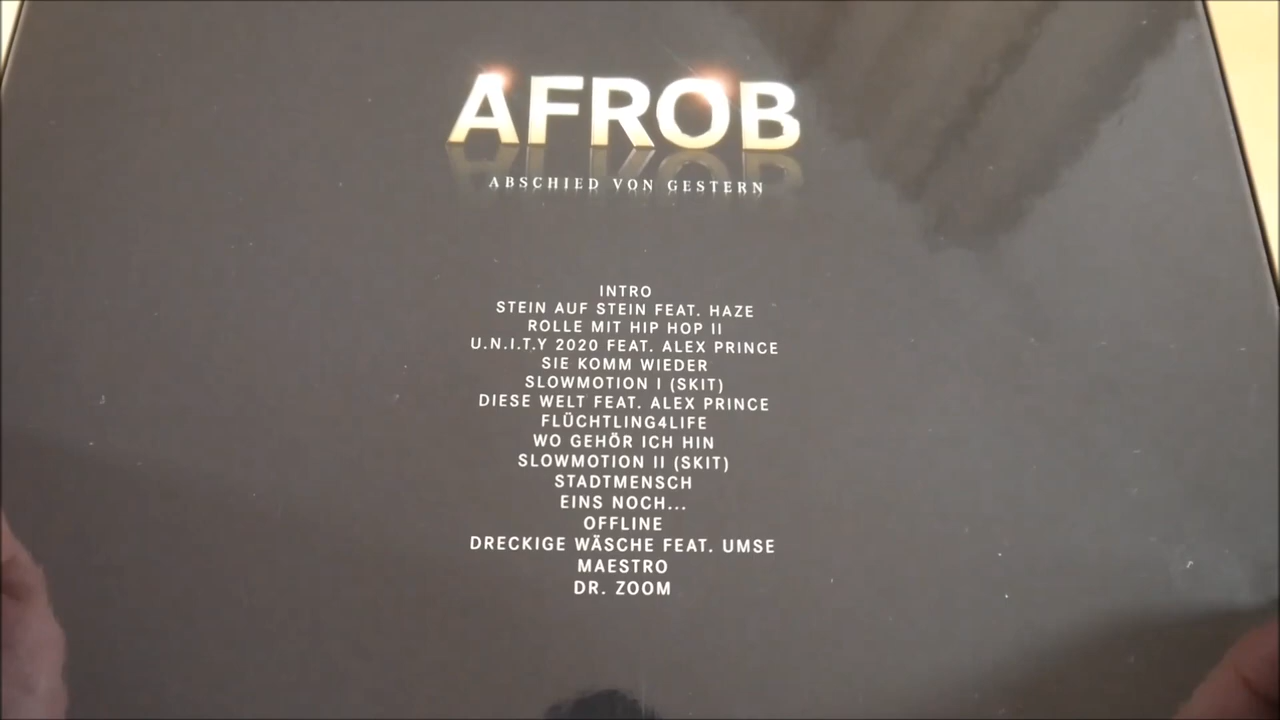 AFROB
ABSCHIED VON GESTERN
INTRO
STEIN AUF STEIN FEAT. HAZE
ROLLE MIT HIP HOP II
U.N.I.T.Y 2020 FEAT. ALEX PRINCE
SIE KOMM WIEDER
SLOWMOTION I (SKIT)
DIESE WELT FEAT. ALEX PRINCE
FLÜCHTLING4LIFE
WO GEHÖR ICH HIN
SLOWMOTION II (SKIT)
STADTMENSCH
EINS NOCH...
OFFLINE
DRECKIGE WÄSCHE FEAT. UMSE
MAESTRO
DR. ZOOM